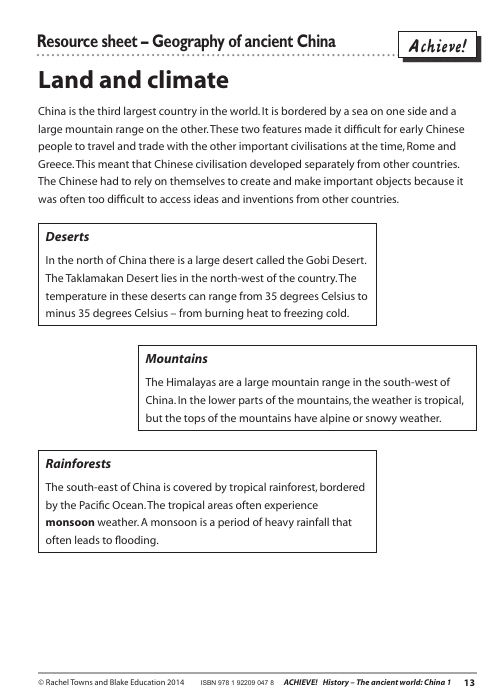 Resource sheet – Geography of ancient China
Achieve!
Land and climate
China is the third largest country in the world. It is bordered by a sea on one side and a
large mountain range on the other. These two features made it difficult for early Chinese
people to travel and trade with the other important civilisations at the time, Rome and
Greece. This meant that Chinese civilisation developed separately from other countries.
The Chinese had to rely on themselves to create and make important objects because it
was often too difficult to access ideas and inventions from other countries.
Deserts
In the north of China there is a large desert called the Gobi Desert.
The Taklamakan Desert lies in the north-west of the country. The
temperature in these deserts can range from 35 degrees Celsius to
minus 35 degrees Celsius – from burning heat to freezing cold.
Mountains
The Himalayas are a large mountain range in the south-west of
China. In the lower parts of the mountains, the weather is tropical,
but the tops of the mountains have alpine or snowy weather.
Rainforests
The south-east of China is covered by tropical rainforest, bordered
by the Pacific Ocean. The tropical areas often experience
monsoon weather. A monsoon is a period of heavy rainfall that
often leads to flooding.
© Rachel Towns and Blake Education 2014 ISBN 978 1 92209 047 8 ACHIEVE! History – The ancient world: China 1 13